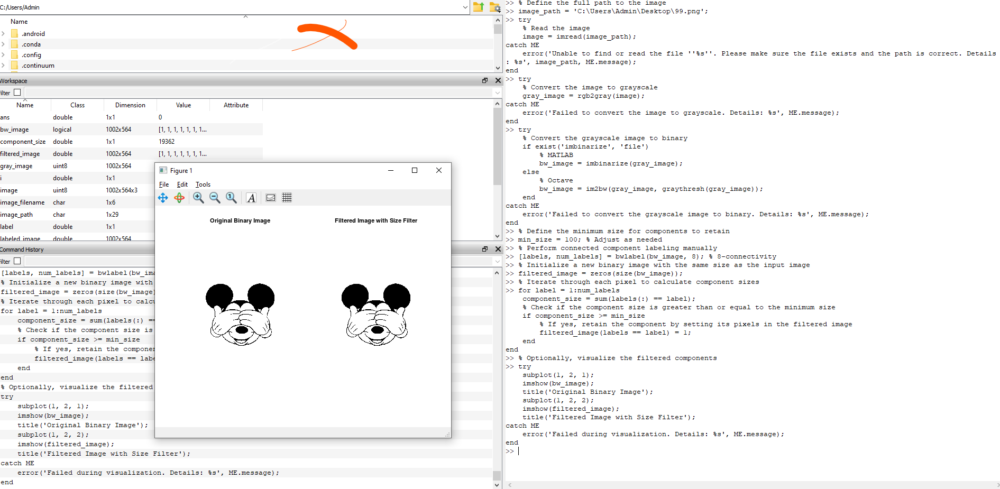 C:/Users/Admin
Name
.android
.conda
.config
.continuum
Workspace
Filter
Name Class Dimension Value Attribute
ans double 1x1 0
bw_image logical 1002x564 [1, 1, 1, 1, 1, 1, 1...
component_size double 1x1 19362
filtered_image double 1002x564 [1, 1, 1, 1, 1, 1, 1...
gray_image uint8 1002x564
i double 1x1
image uint8 1002x564x3
image_filename char 1x6
image_path char 1x29
label double 1x1
labeled_image double 1002x564
Command History
Filter
[labels, num_labels] = bwlabel(bw_ima
% Initialize a new binary image with
filtered_image = zeros(size(bw_image)
% Iterate through each pixel to calcu
for label = 1:num_labels
component_size = sum(labels(:) ==
% Check if the component size is
if component_size >= min_size
% If yes, retain the componen
filtered_image(labels == labe
end
end
% Optionally, visualize the filtered
try
subplot(1, 2, 1);
imshow(bw_image);
title('Original Binary Image');
subplot(1, 2, 2);
imshow(filtered_image);
title('Filtered Image with Size Filter');
catch ME
error('Failed during visualization. Details: %s', ME.message);
end
Figure 1
File Edit Tools
Original Binary Image
Filtered Image with Size Filter
>> % Define the full path to the image
>> image_path = 'C:\Users\Admin\Desktop\99.png';
>> try
% Read the image
image = imread(image_path);
catch ME
error('Unable to find or read the file ''%s''. Please make sure the file exists and the path is correct. Details
: %s', image_path, ME.message);
end
>> try
% Convert the image to grayscale
gray_image = rgb2gray(image);
catch ME
error('Failed to convert the image to grayscale. Details: %s', ME.message);
end
>> try
% Convert the grayscale image to binary
if exist('imbinarize', 'file')
% MATLAB
bw_image = imbinarize(gray_image);
else
% Octave
bw_image = im2bw(gray_image, graythresh(gray_image));
end
catch ME
error('Failed to convert the grayscale image to binary. Details: %s', ME.message);
end
>> % Define the minimum size for components to retain
>> min_size = 100; % Adjust as needed
>> % Perform connected component labeling manually
>> [labels, num_labels] = bwlabel(bw_image, 8); % 8-connectivity
>> % Initialize a new binary image with the same size as the input image
>> filtered_image = zeros(size(bw_image));
>> % Iterate through each pixel to calculate component sizes
>> for label = 1:num_labels
component_size = sum(labels(:) == label);
% Check if the component size is greater than or equal to the minimum size
if component_size >= min_size
% If yes, retain the component by setting its pixels in the filtered image
filtered_image(labels == label) = 1;
end
end
>> % Optionally, visualize the filtered components
>> try
subplot(1, 2, 1);
imshow(bw_image);
title('Original Binary Image');
subplot(1, 2, 2);
imshow(filtered_image);
title('Filtered Image with Size Filter');
catch ME
error('Failed during visualization. Details: %s', ME.message);
end
>>